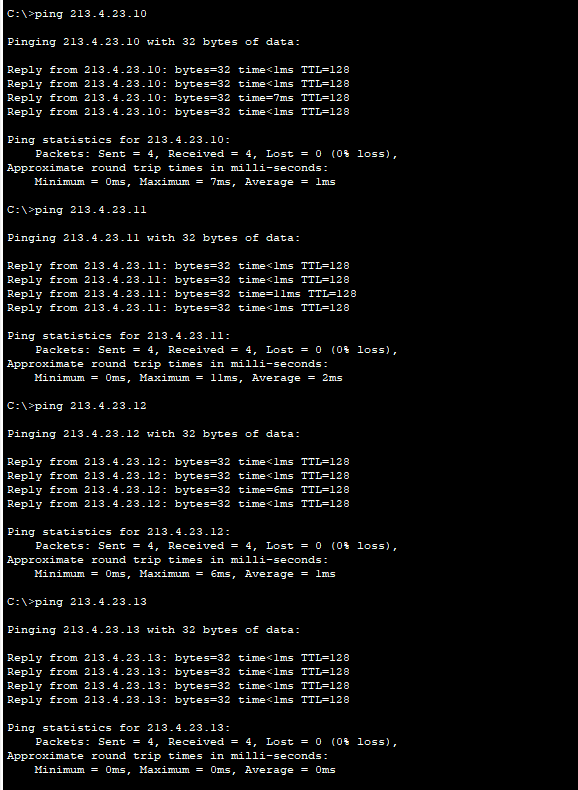 C:\>ping 213.4.23.10
Pinging 213.4.23.10 with 32 bytes of data:
Reply from 213.4.23.10: bytes=32 time<1ms TTL=128
Reply from 213.4.23.10: bytes=32 time<1ms TTL=128
Reply from 213.4.23.10: bytes=32 time=7ms TTL=128
Reply from 213.4.23.10: bytes=32 time<1ms TTL=128
Ping statistics for 213.4.23.10:
    Packets: Sent = 4, Received = 4, Lost = 0 (0% loss),
Approximate round trip times in milli-seconds:
    Minimum = 0ms, Maximum = 7ms, Average = 1ms
C:\>ping 213.4.23.11
Pinging 213.4.23.11 with 32 bytes of data:
Reply from 213.4.23.11: bytes=32 time<1ms TTL=128
Reply from 213.4.23.11: bytes=32 time<1ms TTL=128
Reply from 213.4.23.11: bytes=32 time=11ms TTL=128
Reply from 213.4.23.11: bytes=32 time<1ms TTL=128
Ping statistics for 213.4.23.11:
    Packets: Sent = 4, Received = 4, Lost = 0 (0% loss),
Approximate round trip times in milli-seconds:
    Minimum = 0ms, Maximum = 11ms, Average = 2ms
C:\>ping 213.4.23.12
Pinging 213.4.23.12 with 32 bytes of data:
Reply from 213.4.23.12: bytes=32 time<1ms TTL=128
Reply from 213.4.23.12: bytes=32 time<1ms TTL=128
Reply from 213.4.23.12: bytes=32 time=6ms TTL=128
Reply from 213.4.23.12: bytes=32 time<1ms TTL=128
Ping statistics for 213.4.23.12:
    Packets: Sent = 4, Received = 4, Lost = 0 (0% loss),
Approximate round trip times in milli-seconds:
    Minimum = 0ms, Maximum = 6ms, Average = 1ms
C:\>ping 213.4.23.13
Pinging 213.4.23.13 with 32 bytes of data:
Reply from 213.4.23.13: bytes=32 time<1ms TTL=128
Reply from 213.4.23.13: bytes=32 time<1ms TTL=128
Reply from 213.4.23.13: bytes=32 time<1ms TTL=128
Reply from 213.4.23.13: bytes=32 time<1ms TTL=128
Ping statistics for 213.4.23.13:
    Packets: Sent = 4, Received = 4, Lost = 0 (0% loss),
Approximate round trip times in milli-seconds:
    Minimum = 0ms, Maximum = 0ms, Average = 0ms